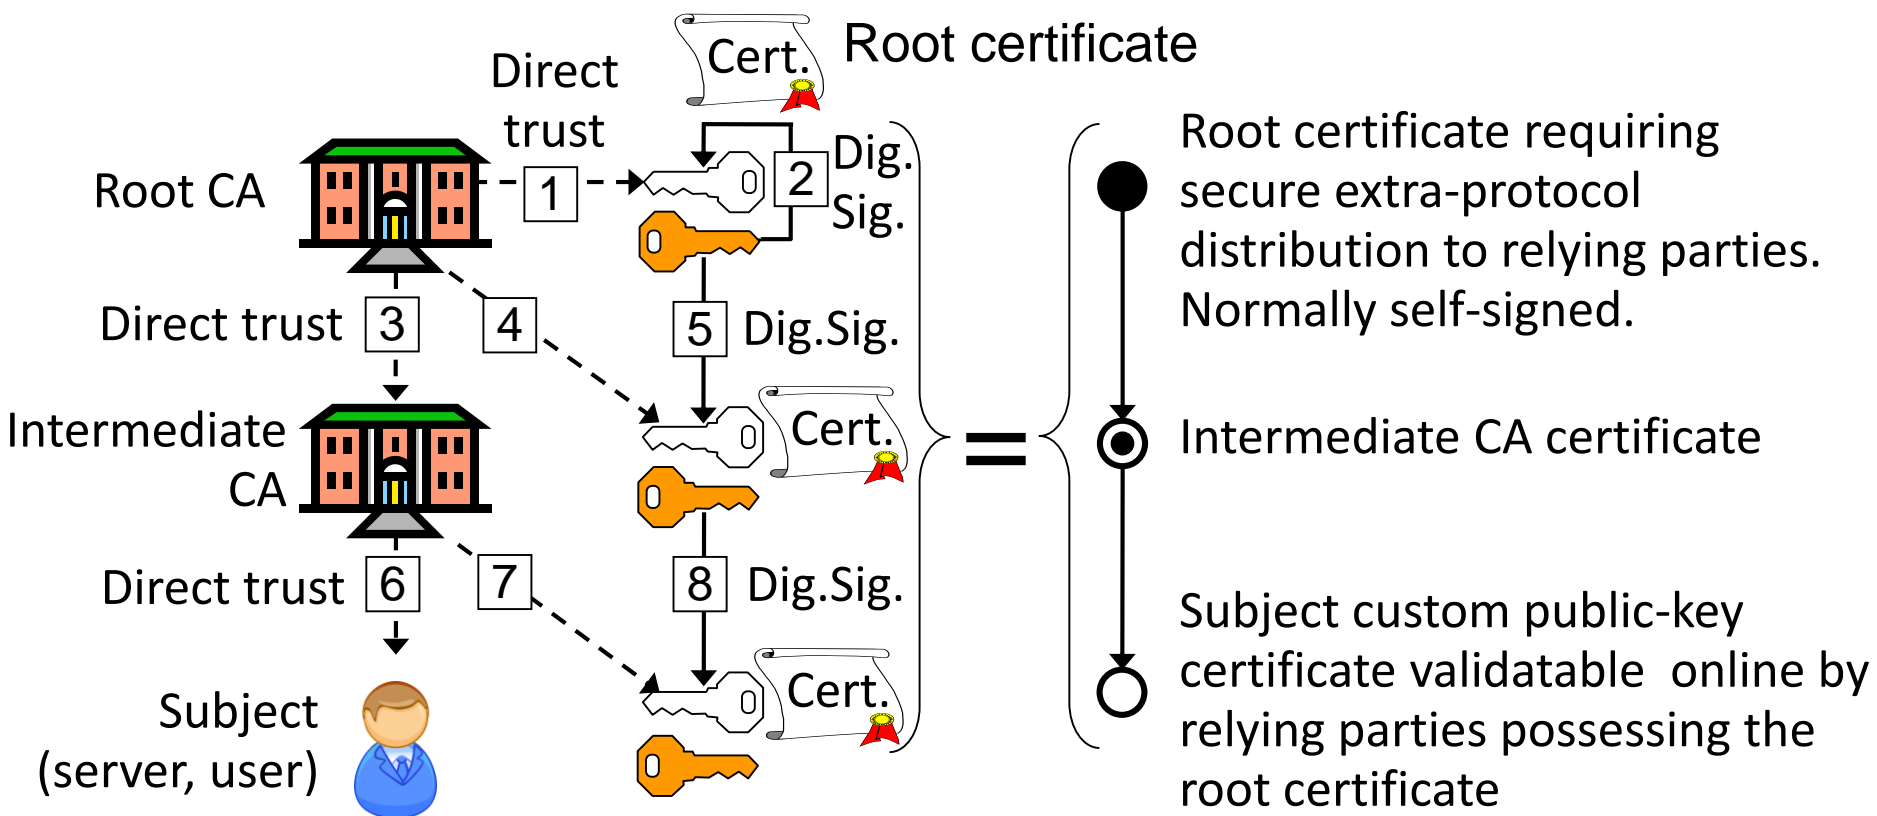 Cert.
Root certificate
Direct
trust
Root CA
1
2
Dig.
Sig.
Direct trust
3
4
5
Dig.Sig.
Intermediate
CA
Cert.
Direct trust
6
7
8
Dig.Sig.
Subject
(server, user)
Cert.
=
Root certificate requiring
secure extra-protocol
distribution to relying parties.
Normally self-signed.
Intermediate CA certificate
Subject custom public-key
certificate validatable online by
relying parties possessing the
root certificate